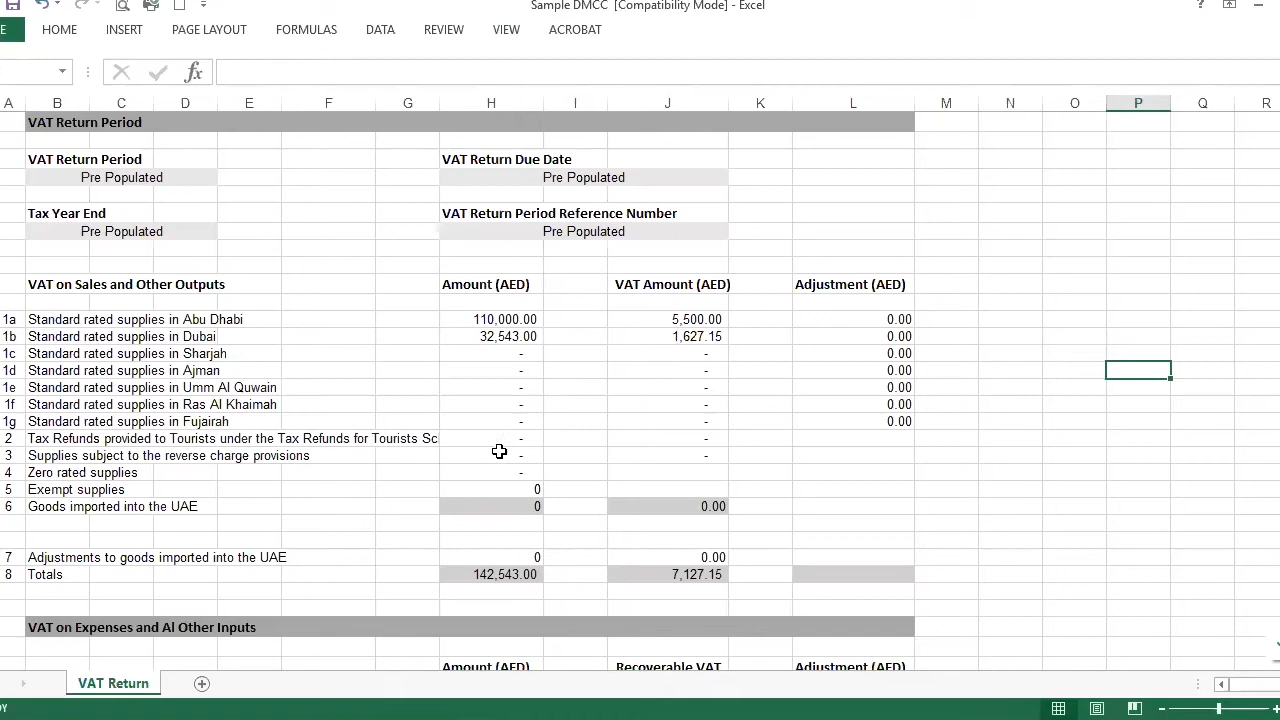 Sample DMCC [Compatibility Mode] - Excel
?
E HOME INSERT PAGE LAYOUT FORMULAS DATA REVIEW VIEW ACROBAT
fx
A B C D E F G H I J K L M N O P Q R
VAT Return Period
VAT Return Period VAT Return Due Date
Pre Populated Pre Populated
Tax Year End VAT Return Period Reference Number
Pre Populated Pre Populated
VAT on Sales and Other Outputs Amount (AED) VAT Amount (AED) Adjustment (AED)
1a Standard rated supplies in Abu Dhabi 110,000.00 5,500.00 0.00
1b Standard rated supplies in Dubai 32,543.00 1,627.15 0.00
1c Standard rated supplies in Sharjah - - 0.00
1d Standard rated supplies in Ajman - - 0.00
1e Standard rated supplies in Umm Al Quwain - - 0.00
1f Standard rated supplies in Ras Al Khaimah - - 0.00
1g Standard rated supplies in Fujairah - - 0.00
2 Tax Refunds provided to Tourists under the Tax Refunds for Tourists Sc - -
3 Supplies subject to the reverse charge provisions - -
4 Zero rated supplies -
5 Exempt supplies 0
6 Goods imported into the UAE 0 0.00
7 Adjustments to goods imported into the UAE 0 0.00
8 Totals 142,543.00 7,127.15
VAT on Expenses and Al Other Inputs
Amount (AED) Recoverable VAT Adjustment (AED)
VAT Return
DY